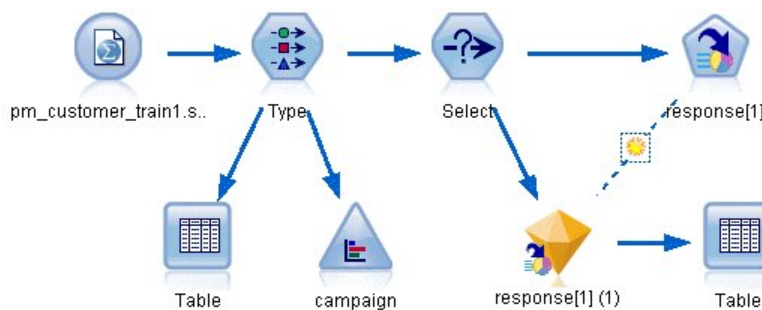 pm_customer_train1.s..
Type
Select
response[1]
Table
campaign
response[1] (1)
Table